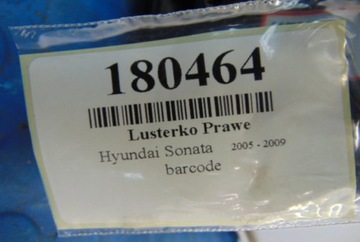 180464
Lusterko Prawe
Hyundai Sonata 2005 - 2009
barcode